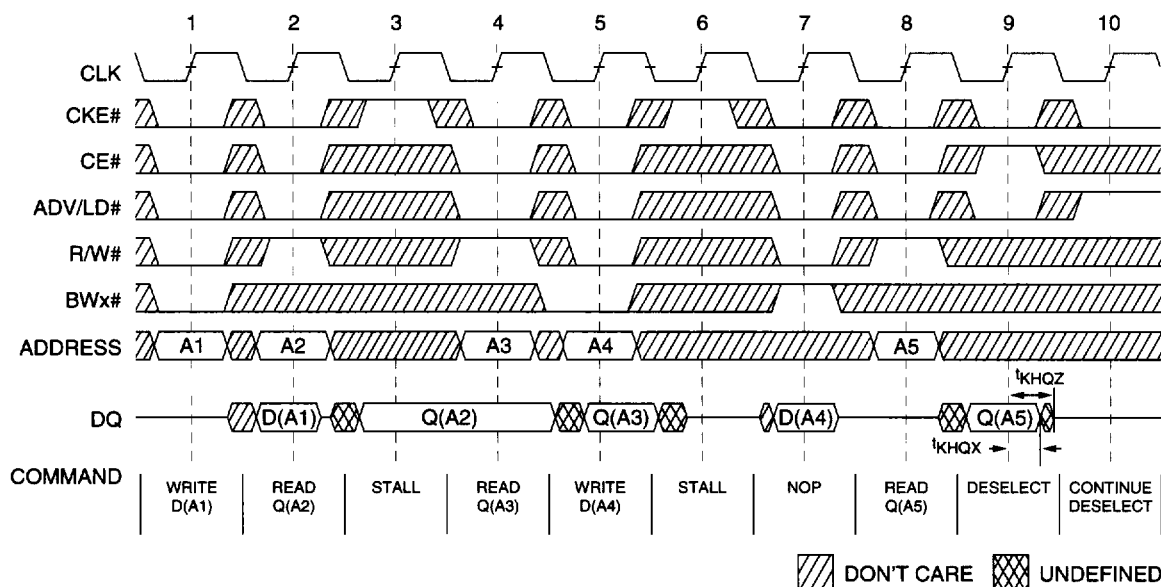 1 2 3 4 5 6 7 8 9 10
CLK
CKE#
CE#
ADV/LD#
R/W#
BWx#
ADDRESS A1 A2 A3 A4 A5
tKHQZ
DQ D(A1) Q(A2) Q(A3) D(A4) Q(A5)
tKHQX
COMMAND
WRITE READ STALL READ WRITE STALL NOP READ DESELECT CONTINUE
D(A1) Q(A2) Q(A3) D(A4) Q(A5) DESELECT
DON'T CARE UNDEFINED